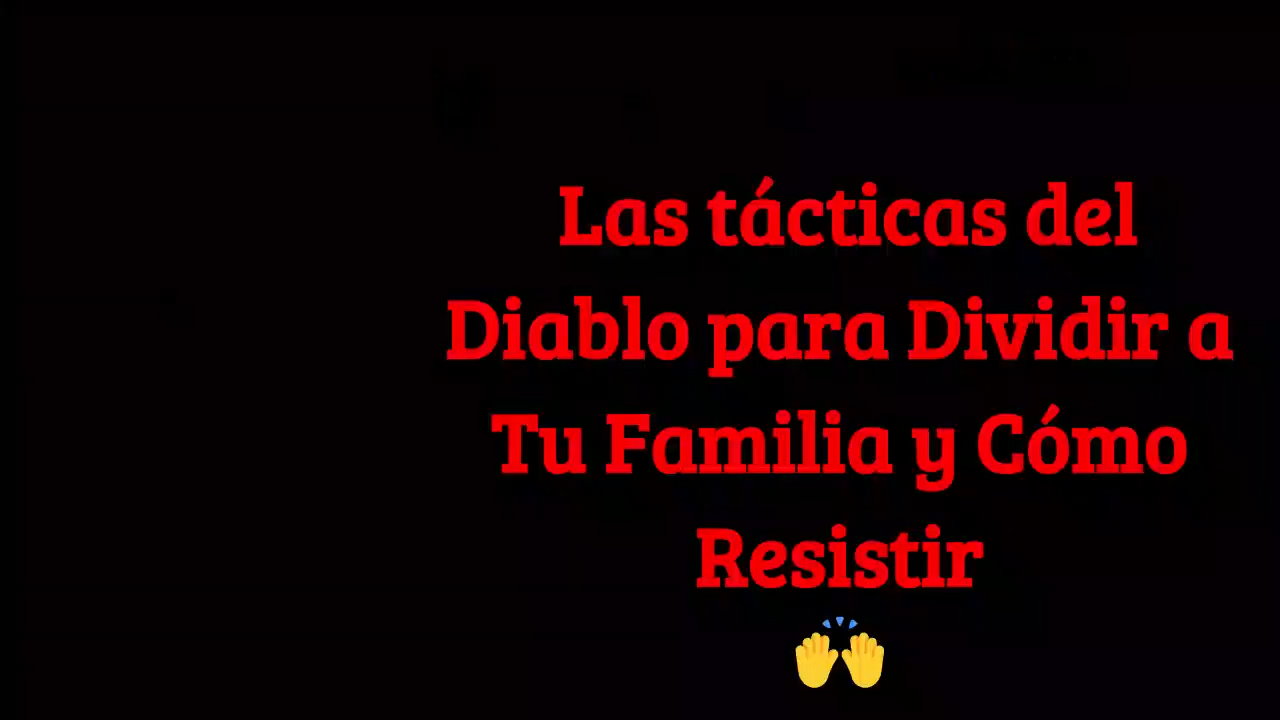 Las tácticas del
Diablo para Dividir a
Tu Familia y Cómo
Resistir
🙌